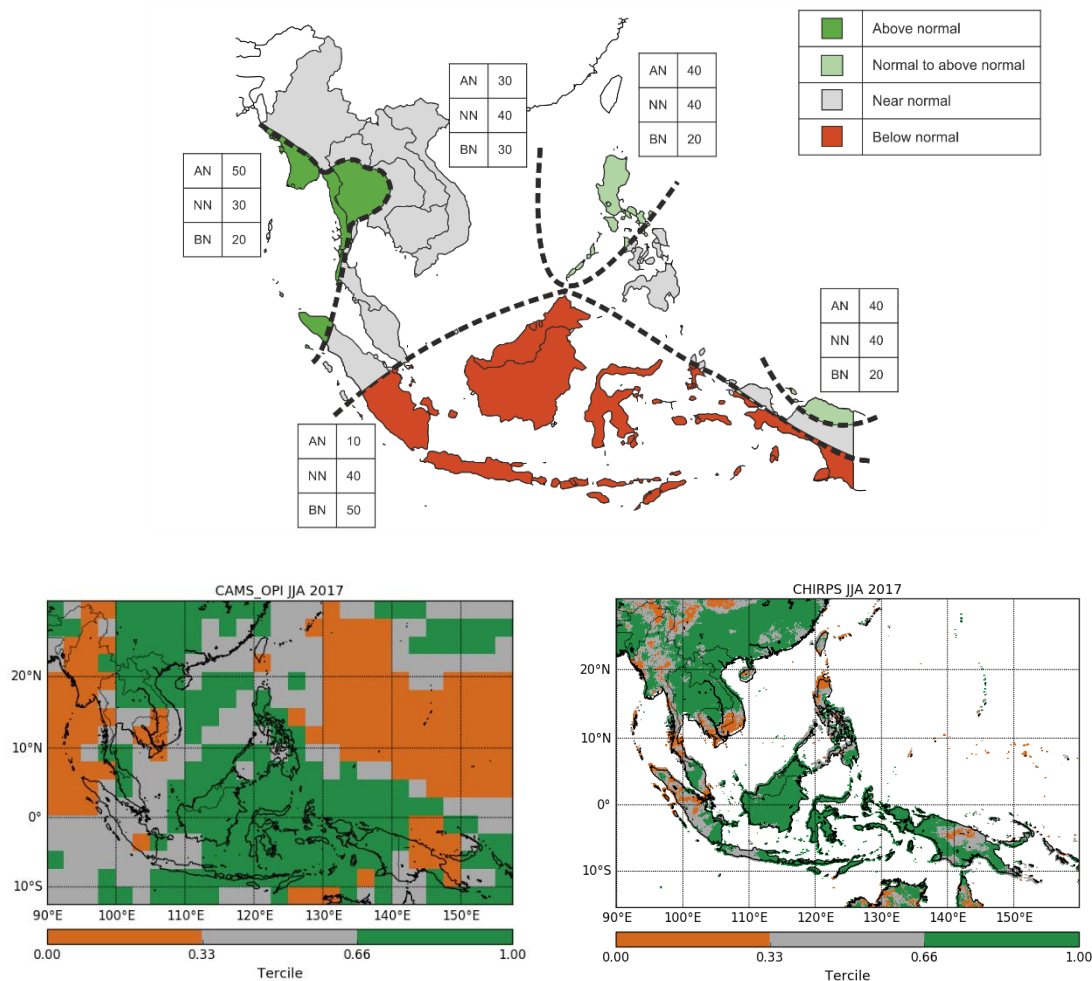 Above normal
Normal to above normal
Near normal
Below normal
AN 30
NN 40
BN 30
AN 40
NN 40
BN 20
AN 50
NN 30
BN 20
AN 40
NN 40
BN 20
AN 10
NN 40
BN 50
CAMS_OPI JJA 2017
20°N
10°N
0°
10°S
90°E 100°E 110°E 120°E 130°E 140°E 150°E
0.00 0.33 0.66 1.00
Tercile
CHIRPS JJA 2017
20°N
10°N
0°
10°S
90°E 100°E 110°E 120°E 130°E 140°E 150°E
0.00 0.33 0.66 1.00
Tercile